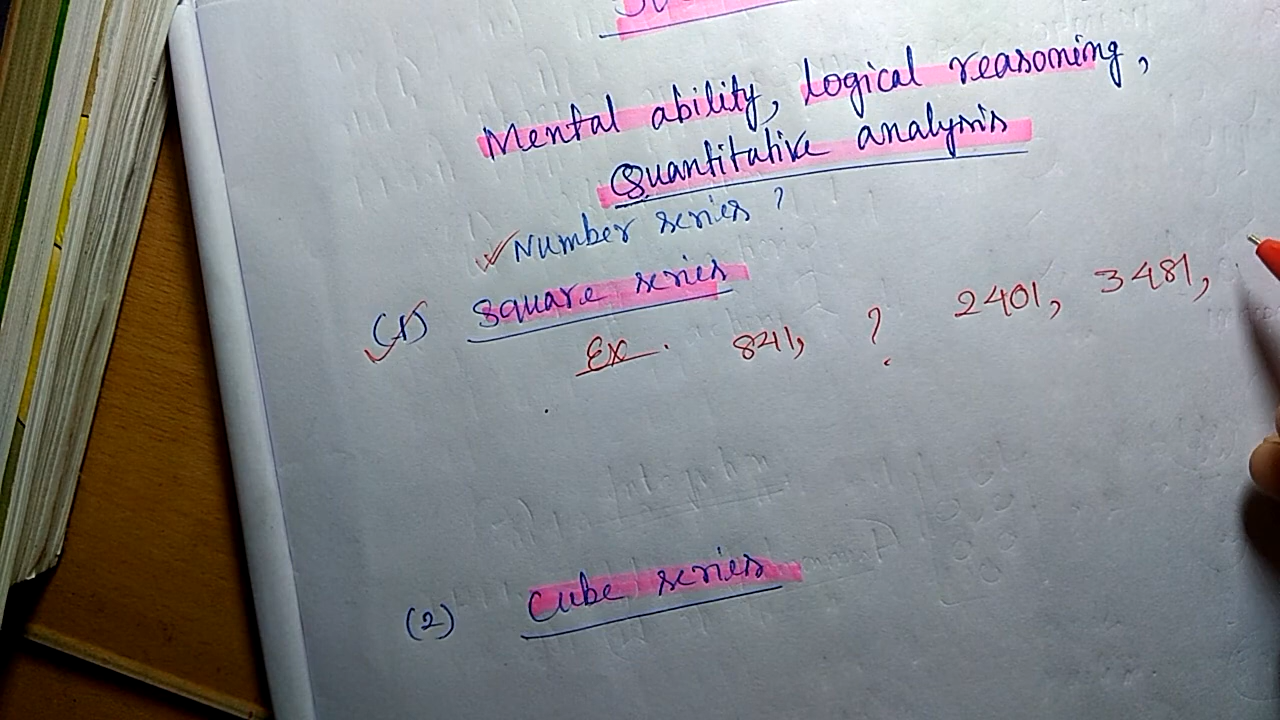 Mental ability, Logical reasoning,
Quantitative analysis
Number series ?
(1) Square series
Ex. 841, ? 2401, 3481,
(2) Cube series